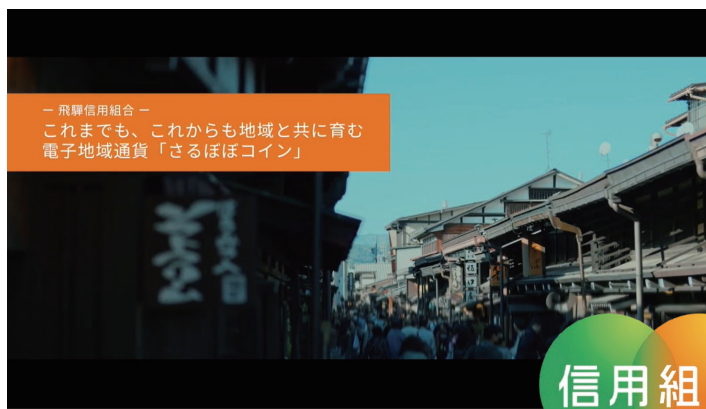 ー 飛騨信用組合 ー
これまでも、これからも地域と共に育む
電子地域通貨「さるぼぼコイン」
信用組